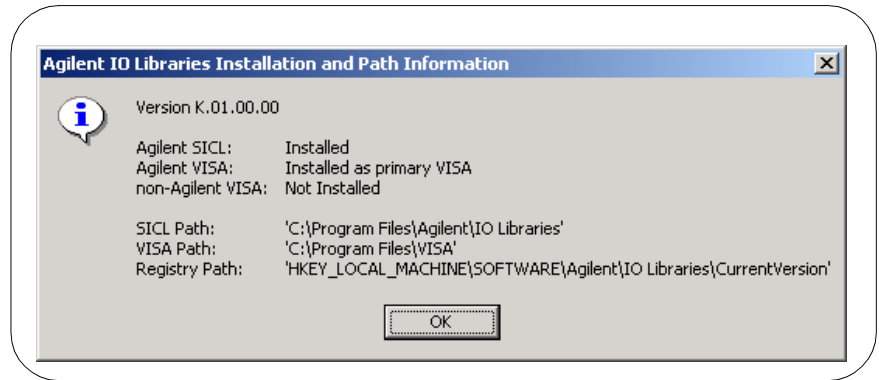 Agilent IO Libraries Installation and Path Information
Version K.01.00.00
Agilent SICL: Installed
Agilent VISA: Installed as primary VISA
non-Agilent VISA: Not Installed
SICL Path: 'C:\Program Files\Agilent\IO Libraries'
VISA Path: 'C:\Program Files\VISA'
Registry Path: 'HKEY_LOCAL_MACHINE\SOFTWARE\Agilent\IO Libraries\CurrentVersion'
OK